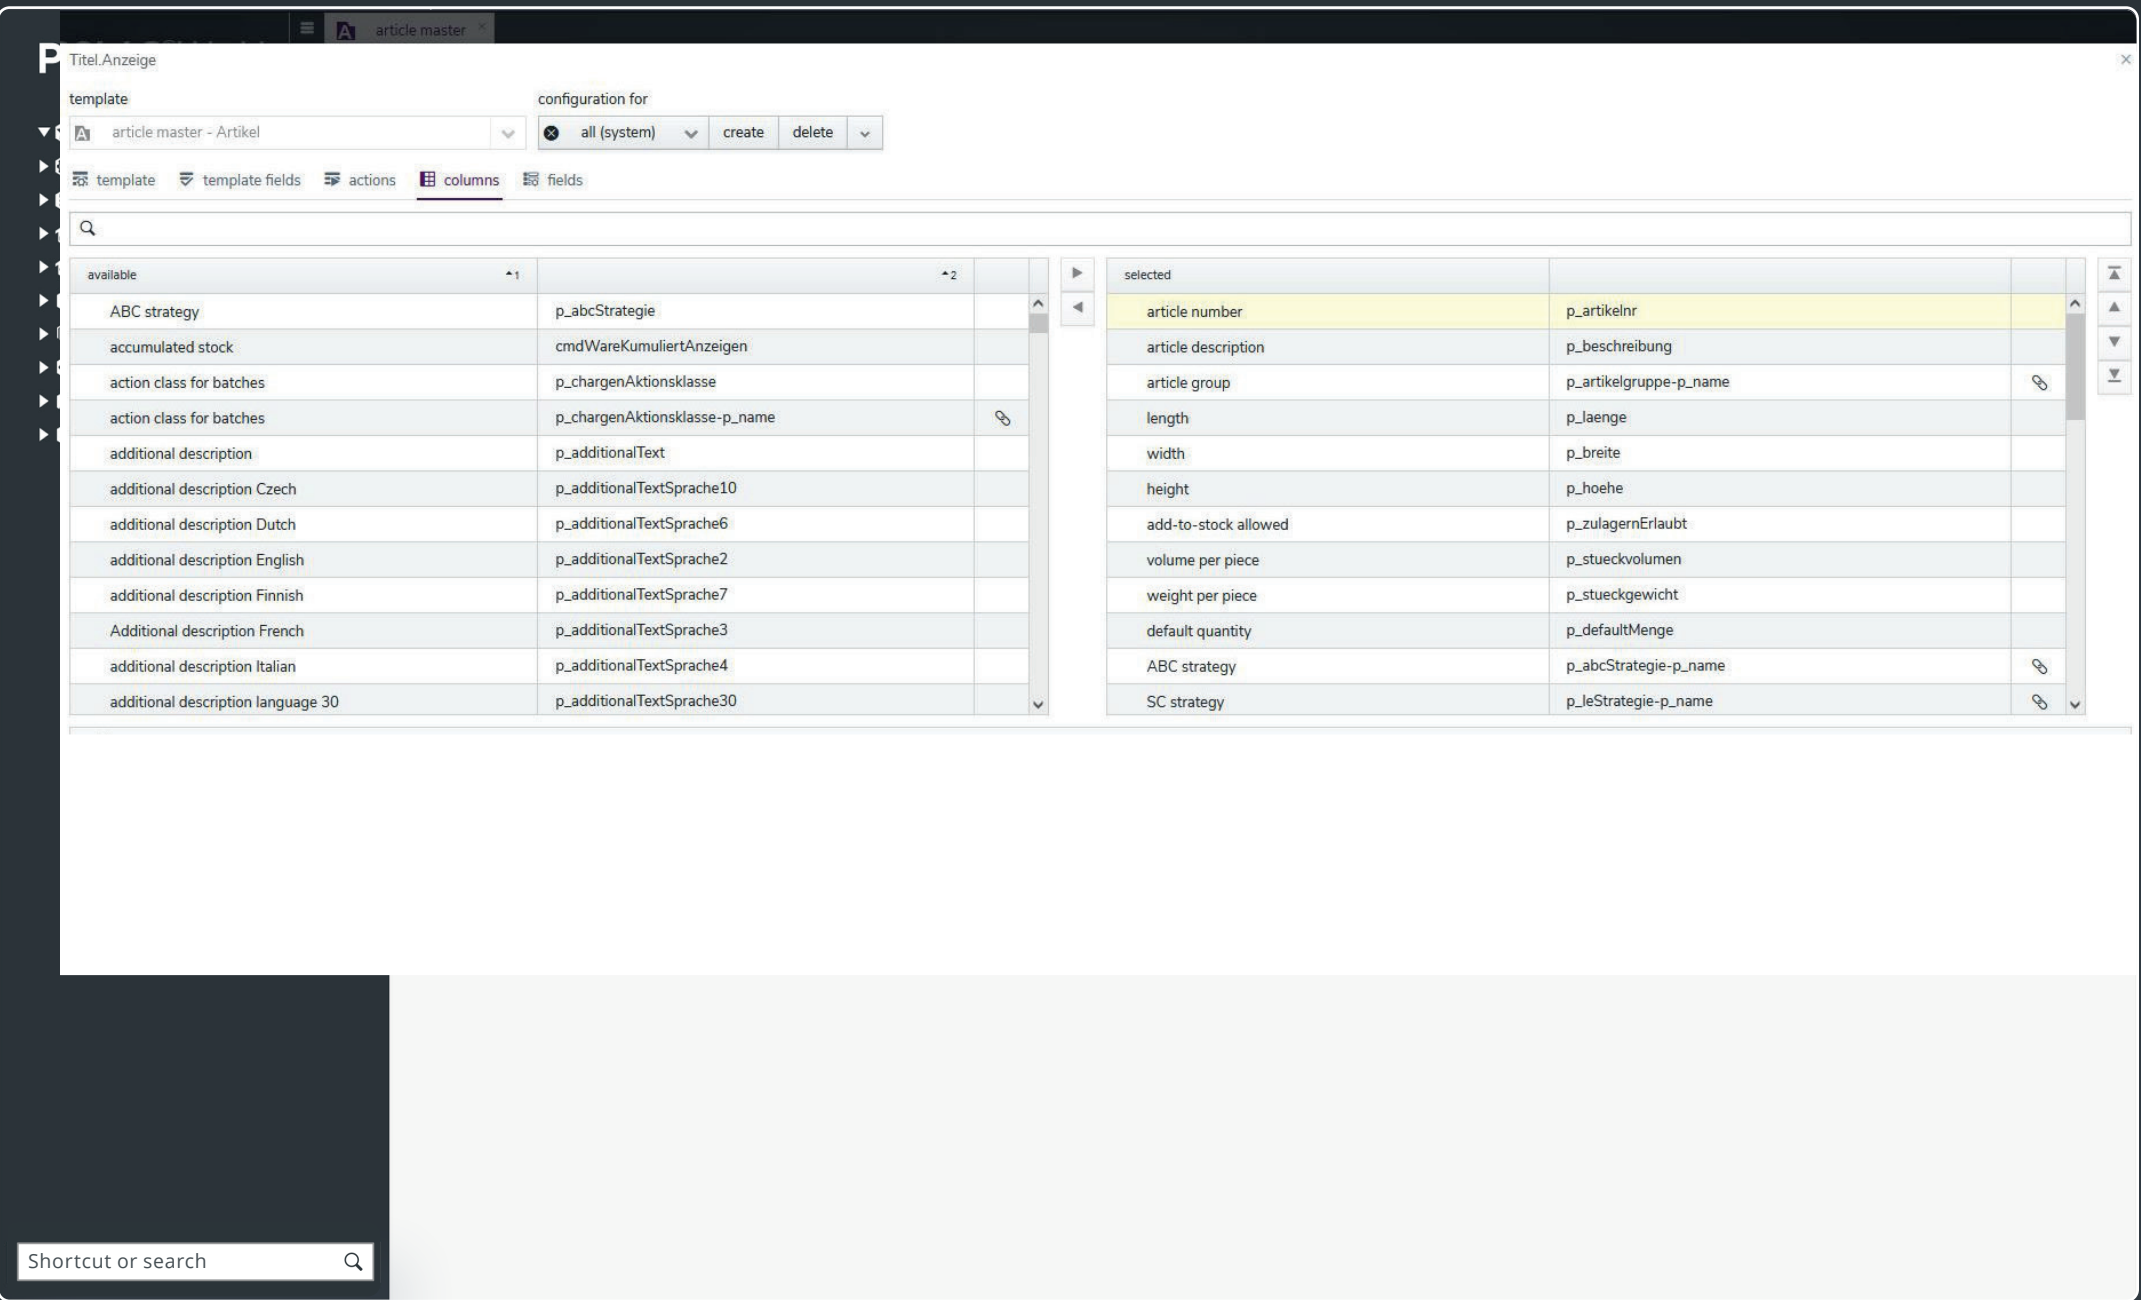 article master
Titel.Anzeige
template
configuration for
article master - Artikel
all (system)
create
delete
template
template fields
actions
columns
fields
available 1 2
ABC strategy p_abcStrategie
accumulated stock cmdWareKumuliertAnzeigen
action class for batches p_chargenAktionsklasse
action class for batches p_chargenAktionsklasse-p_name
additional description p_additionalText
additional description Czech p_additionalTextSprache10
additional description Dutch p_additionalTextSprache6
additional description English p_additionalTextSprache2
additional description Finnish p_additionalTextSprache7
Additional description French p_additionalTextSprache3
additional description Italian p_additionalTextSprache4
additional description language 30 p_additionalTextSprache30
selected
article number p_artikelnr
article description p_beschreibung
article group p_artikelgruppe-p_name
length p_laenge
width p_breite
height p_hoehe
add-to-stock allowed p_zulagernErlaubt
volume per piece p_stueckvolumen
weight per piece p_stueckgewicht
default quantity p_defaultMenge
ABC strategy p_abcStrategie-p_name
SC strategy p_leStrategie-p_name
Shortcut or search